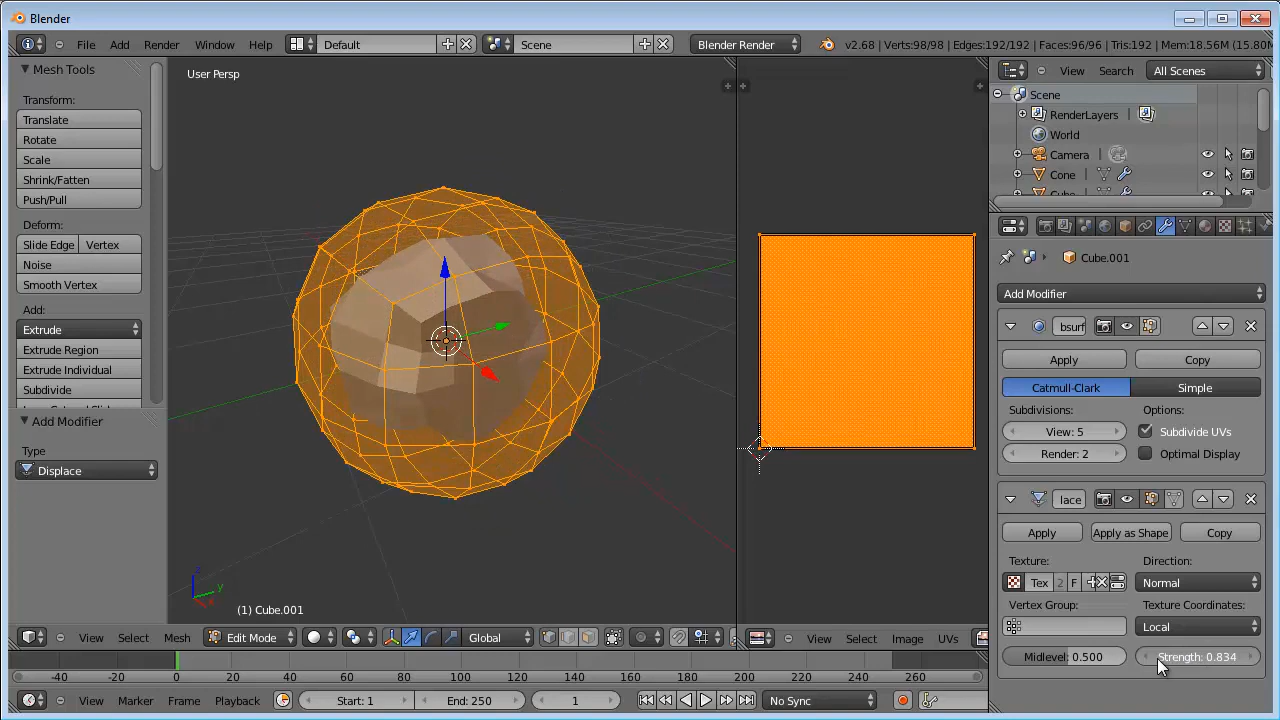 Blender
File Add Render Window Help Default Scene Blender Render v2.68 | Verts:98/98 | Edges:192/192 | Faces:96/96 | Tris:192 | Mem:18.56M (15.80M
Mesh Tools
Transform:
Translate
Rotate
Scale
Shrink/Fatten
Push/Pull
Deform:
Slide Edge Vertex
Noise
Smooth Vertex
Add:
Extrude
Extrude Region
Extrude Individual
Subdivide
Add Modifier
Type
Displace
User Persp
z
y
x
(1) Cube.001
View Select Mesh Edit Mode Global
View Select Image UVs
-40 -20 0 20 40 60 80 100 120 140 160 180 200 220 240 260
View Marker Frame Playback Start: 1 End: 250 1 No Sync
View Search All Scenes
Scene
RenderLayers
World
Camera
Cone
Cube
Cube.001
Add Modifier
bsurf
Apply Copy
Catmull-Clark Simple
Subdivisions: Options:
View: 5 Subdivide UVs
Render: 2 Optimal Display
lace
Apply Apply as Shape Copy
Texture: Direction:
Tex 2 F Normal
Vertex Group: Texture Coordinates:
Local
Midlevel: 0.500 Strength: 0.834